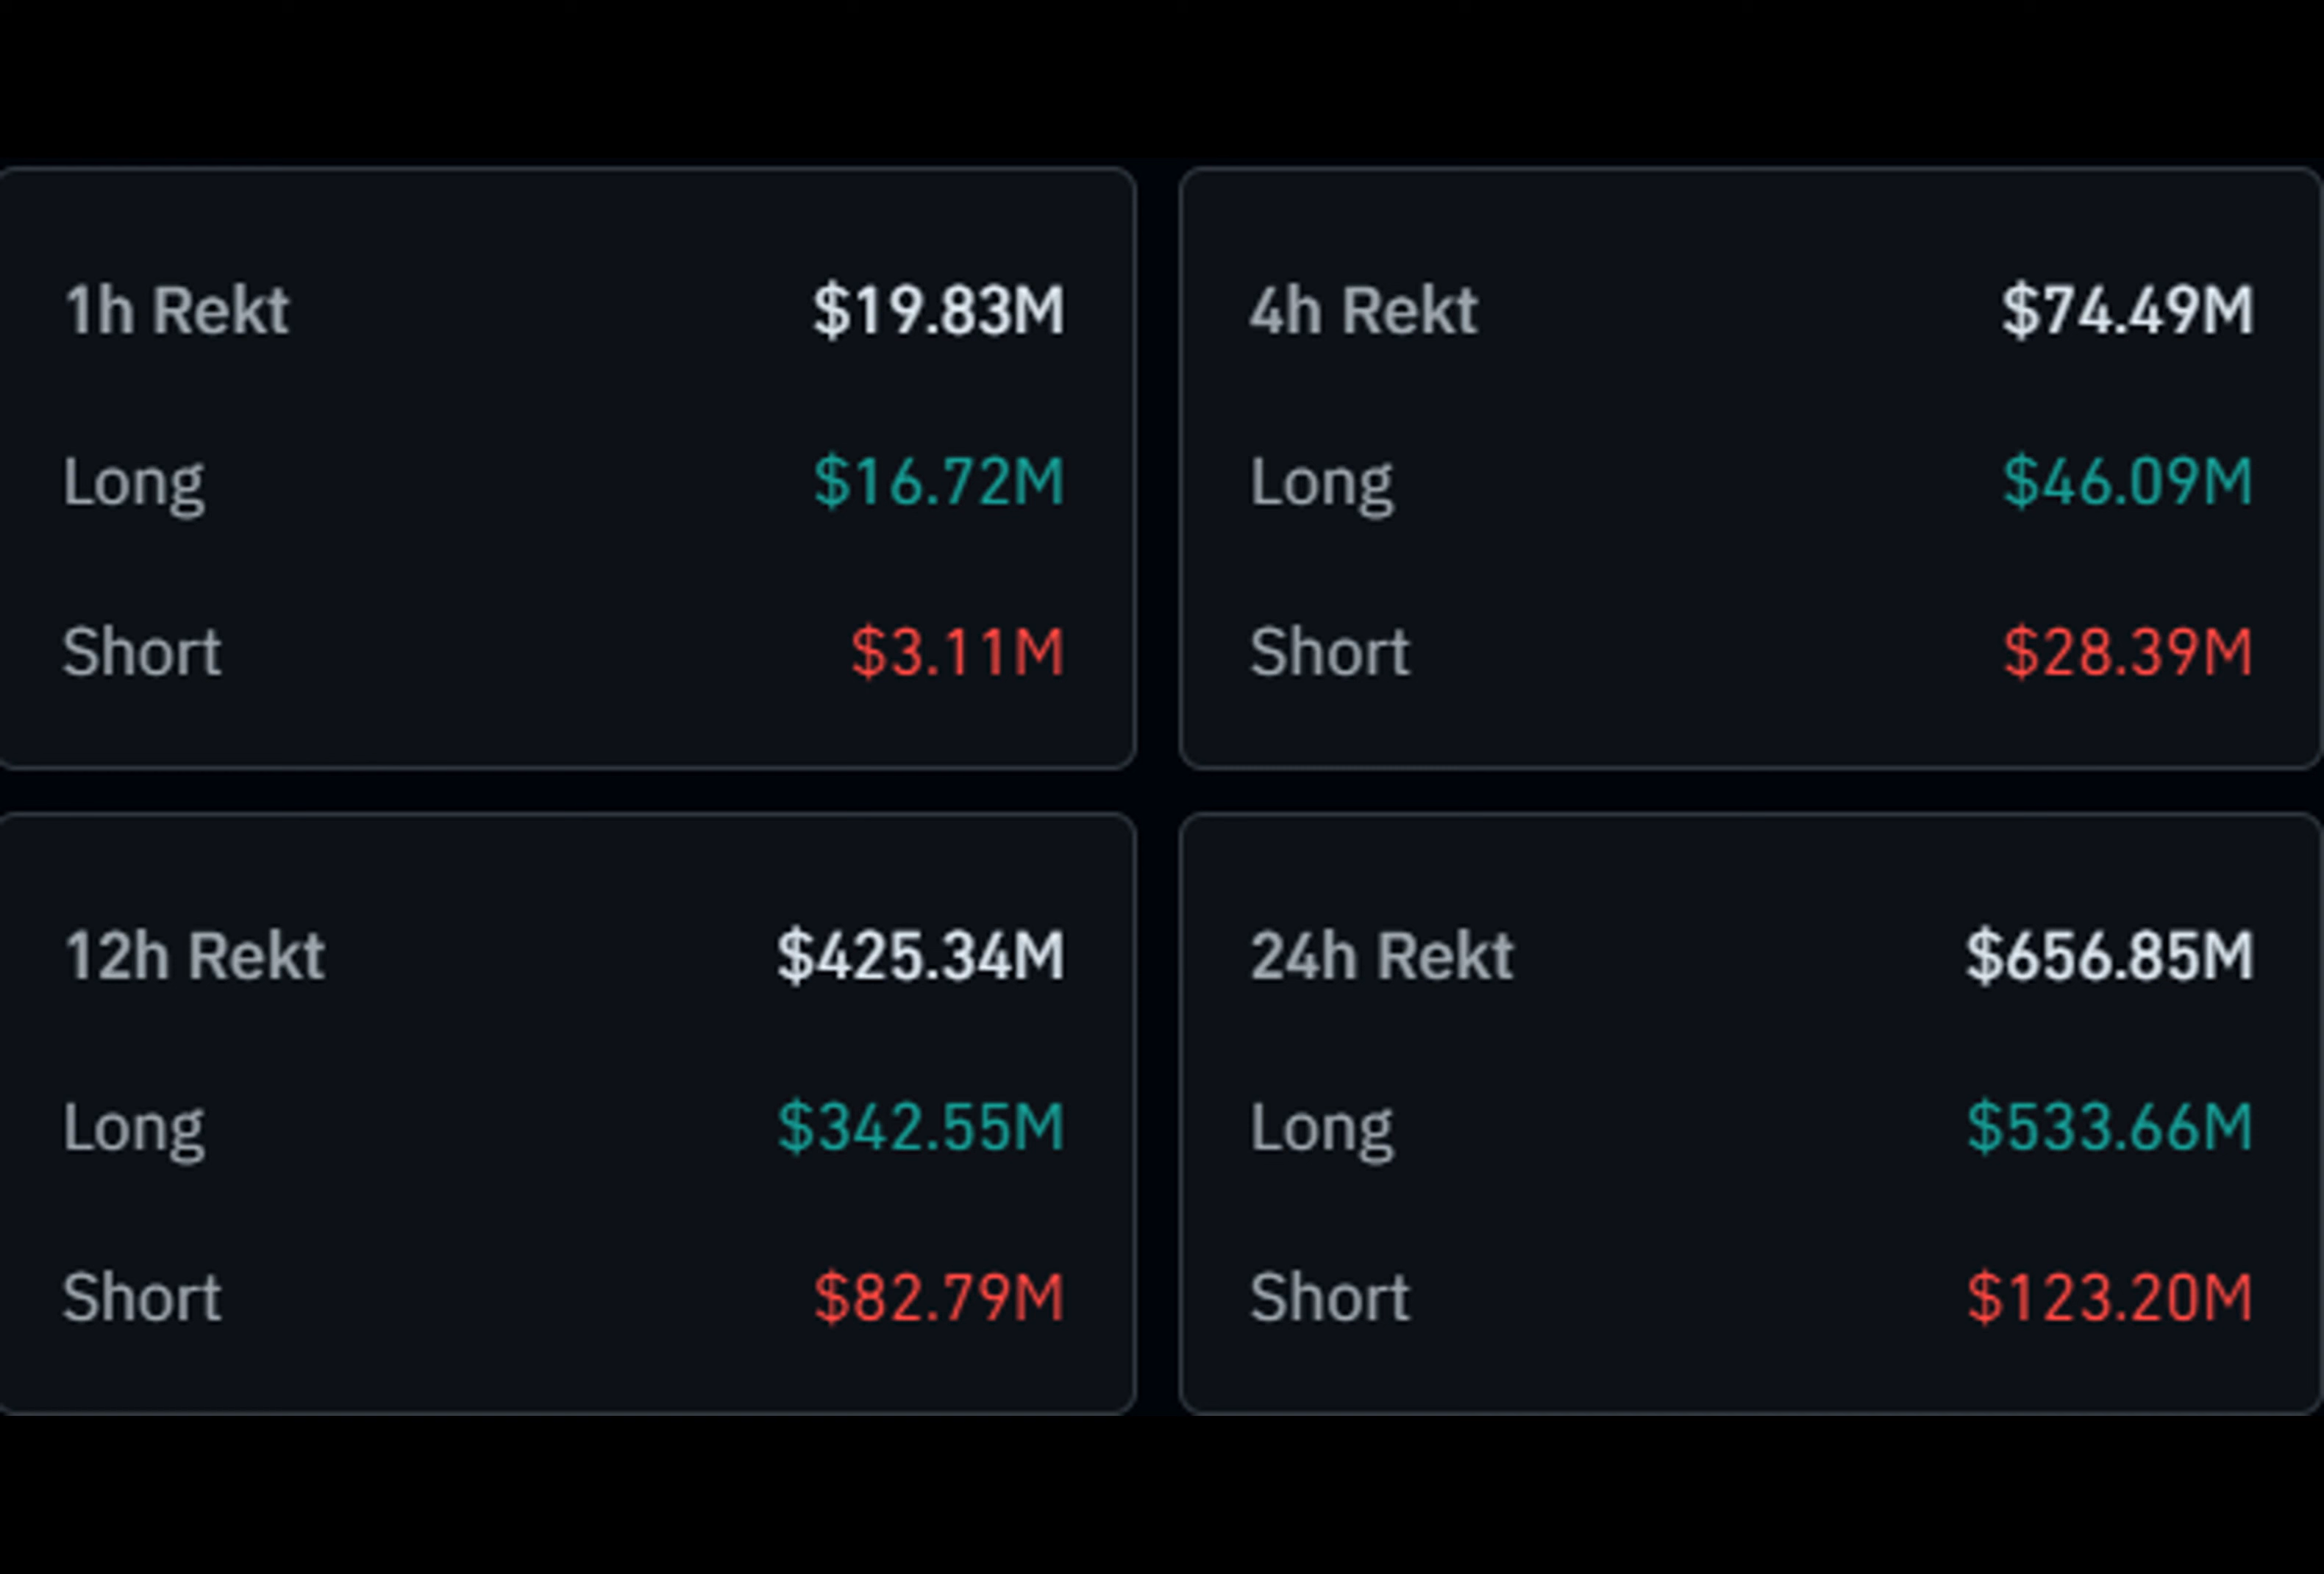 1h Rekt $19.83M
Long $16.72M
Short $3.11M
4h Rekt $74.49M
Long $46.09M
Short $28.39M
12h Rekt $425.34M
Long $342.55M
Short $82.79M
24h Rekt $656.85M
Long $533.66M
Short $123.20M